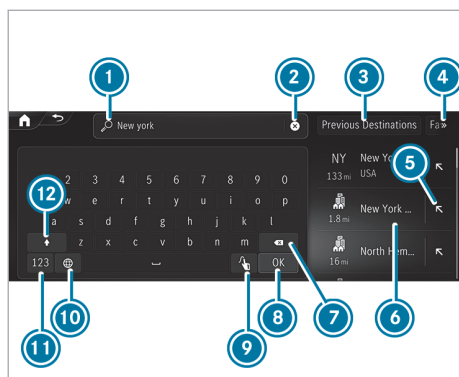 1
2
3
4
New york
Previous Destinations
Fa»
NY
New Yo
133 mi
USA
5
12
2 3 4 5 6 7 8 9 0
w e r t y u i o p
1.8 mi
New York ...
a s d f g h j k l
z x c v b n m
16 mi
North Hem...
123
OK
11
10
9
8
7
6